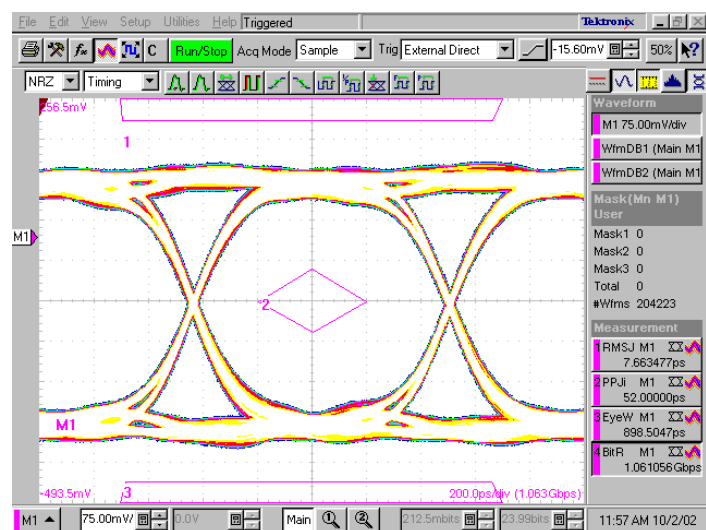 File Edit View Setup Utilities Help Triggered Tektronix
C Run/Stop Acq Mode Sample Trig External Direct -15.60mV 50%
NRZ Timing
256.5mV
1
M1
2
M1
3
-493.5mV
200.0ps/div (1.063Gbps)
Waveform
M1 75.00mV/div
WfmDB1 (Main M1
WfmDB2 (Main M1
Mask(Mn M1)
User
Mask1 0
Mask2 0
Mask3 0
Total 0
#Wfms 204223
Measurement
1 RMSJ M1
7.663477ps
2 PPJi M1
52.00000ps
3 EyeW M1
898.5047ps
4 BitR M1
1.061056Gbps
M1 75.00mV/ 0.0V Main 1 2 212.5mbits 23.99bits 11:57 AM 10/2/02